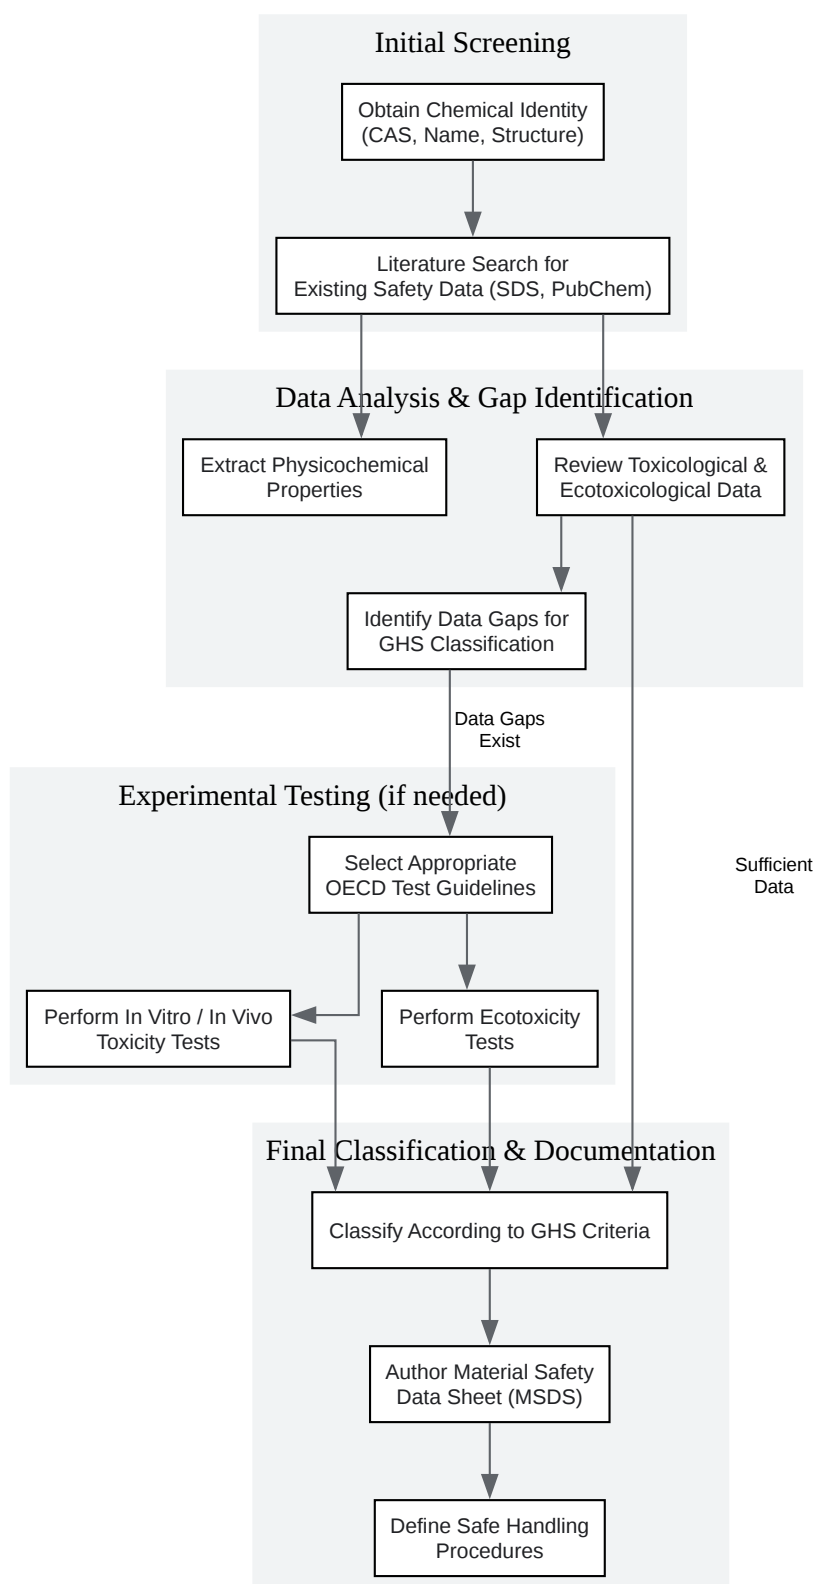 Initial Screening
Obtain Chemical Identity
(CAS, Name, Structure)
Literature Search for
Existing Safety Data (SDS, PubChem)
Data Analysis & Gap Identification
Extract Physicochemical
Properties
Review Toxicological &
Ecotoxicological Data
Identify Data Gaps for
GHS Classification
Data Gaps
Exist
Experimental Testing (if needed)
Select Appropriate
OECD Test Guidelines
Sufficient
Data
Perform In Vitro / In Vivo
Toxicity Tests
Perform Ecotoxicity
Tests
Final Classification & Documentation
Classify According to GHS Criteria
Author Material Safety
Data Sheet (MSDS)
Define Safe Handling
Procedures